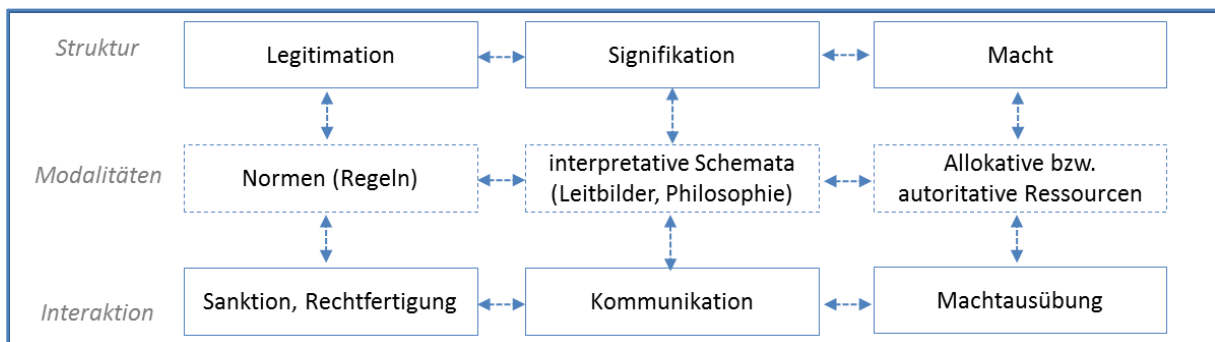 Struktur
Legitimation
Signifikation
Macht
Modalitäten
Normen (Regeln)
interpretative Schemata
(Leitbilder, Philosophie)
Allokative bzw.
autoritative Ressourcen
Interaktion
Sanktion, Rechtfertigung
Kommunikation
Machtausübung